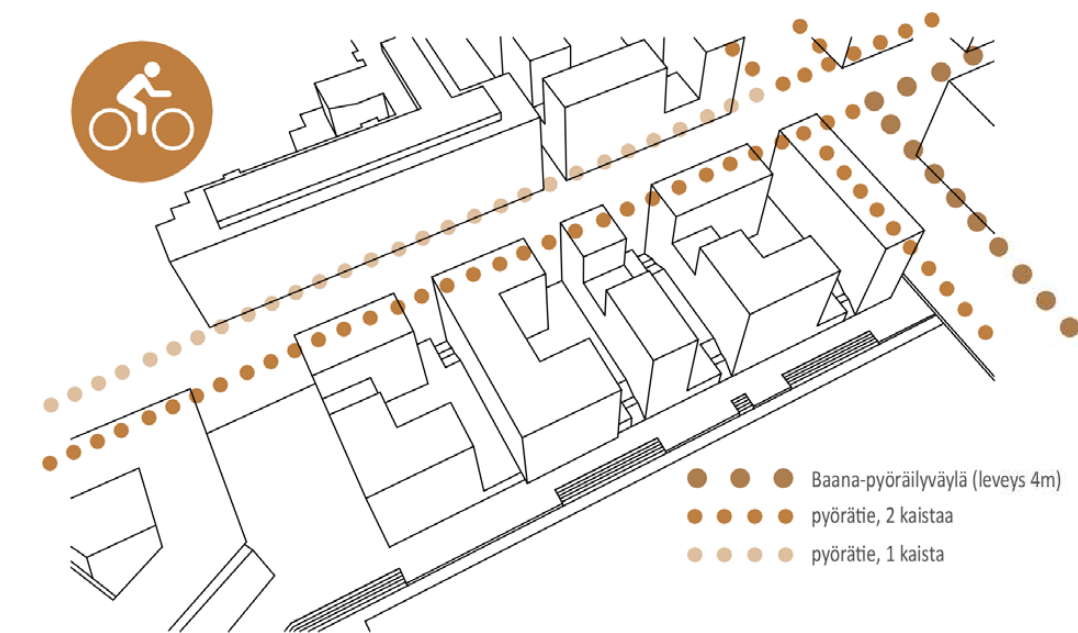 Baana-pyöräilyväylä (leveys 4m)
pyörätie, 2 kaistaa
pyörätie, 1 kaista